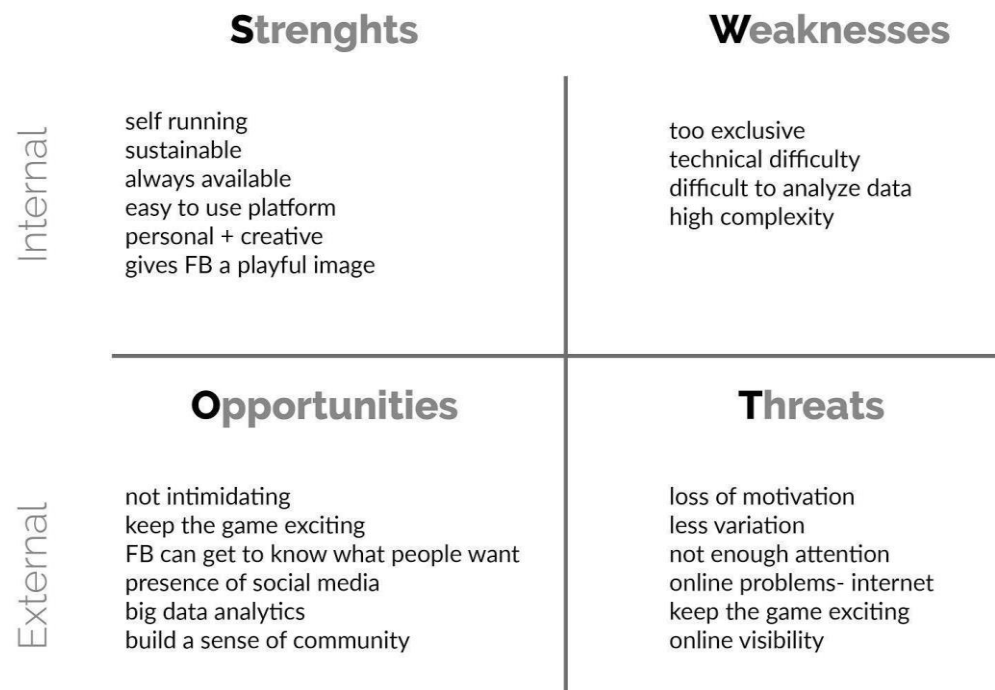 Strenghts
Weaknesses
Internal
self running
sustainable
always available
easy to use platform
personal + creative
gives FB a playful image
too exclusive
technical difficulty
difficult to analyze data
high complexity
Opportunities
Threats
External
not intimidating
keep the game exciting
FB can get to know what people want
presence of social media
big data analytics
build a sense of community
loss of motivation
less variation
not enough attention
online problems- internet
keep the game exciting
online visibility